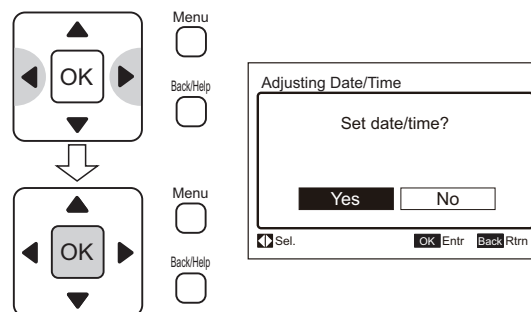 Menu
OK
Back/Help
Menu
OK
Back/Help
Adjusting Date/Time
Set date/time?
Yes No
Sel. OK Entr Back Rtrn